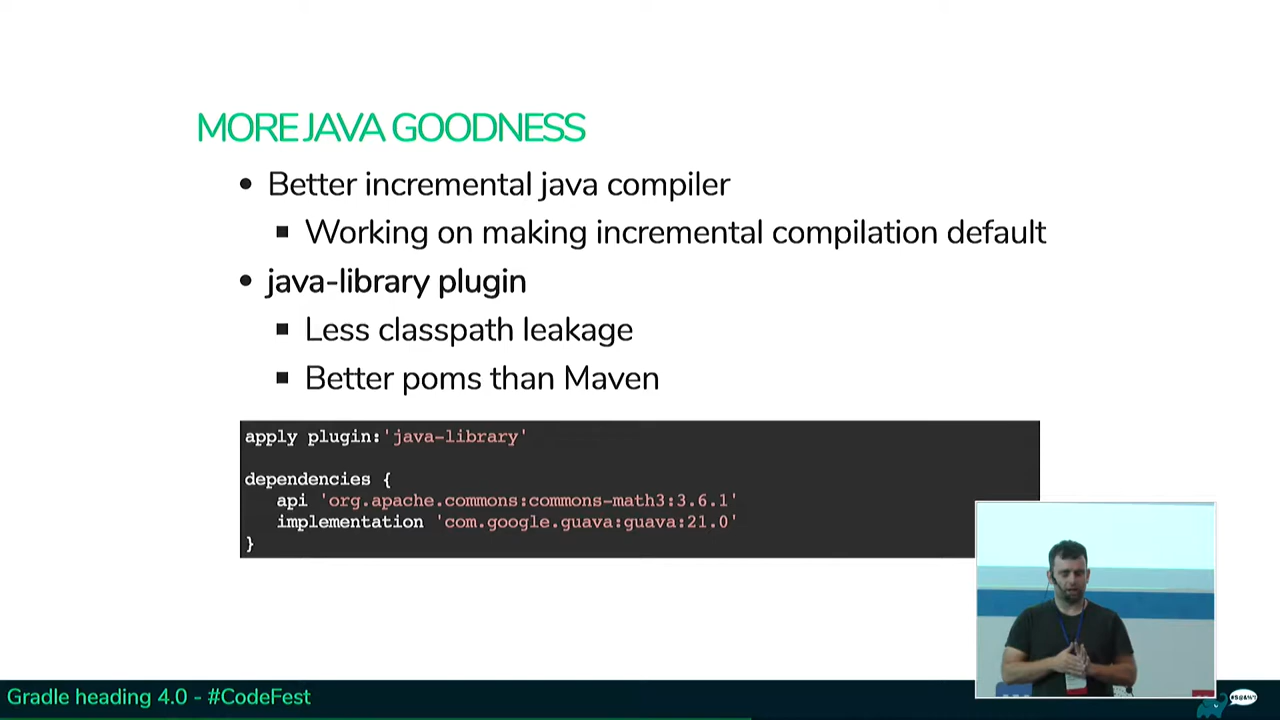 MORE JAVA GOODNESS
Better incremental java compiler
Working on making incremental compilation default
java-library plugin
Less classpath leakage
Better poms than Maven
apply plugin:'java-library'
dependencies {
api 'org.apache.commons:commons-math3:3.6.1'
implementation 'com.google.guava:guava:21.0'
}
Gradle heading 4.0 - #CodeFest